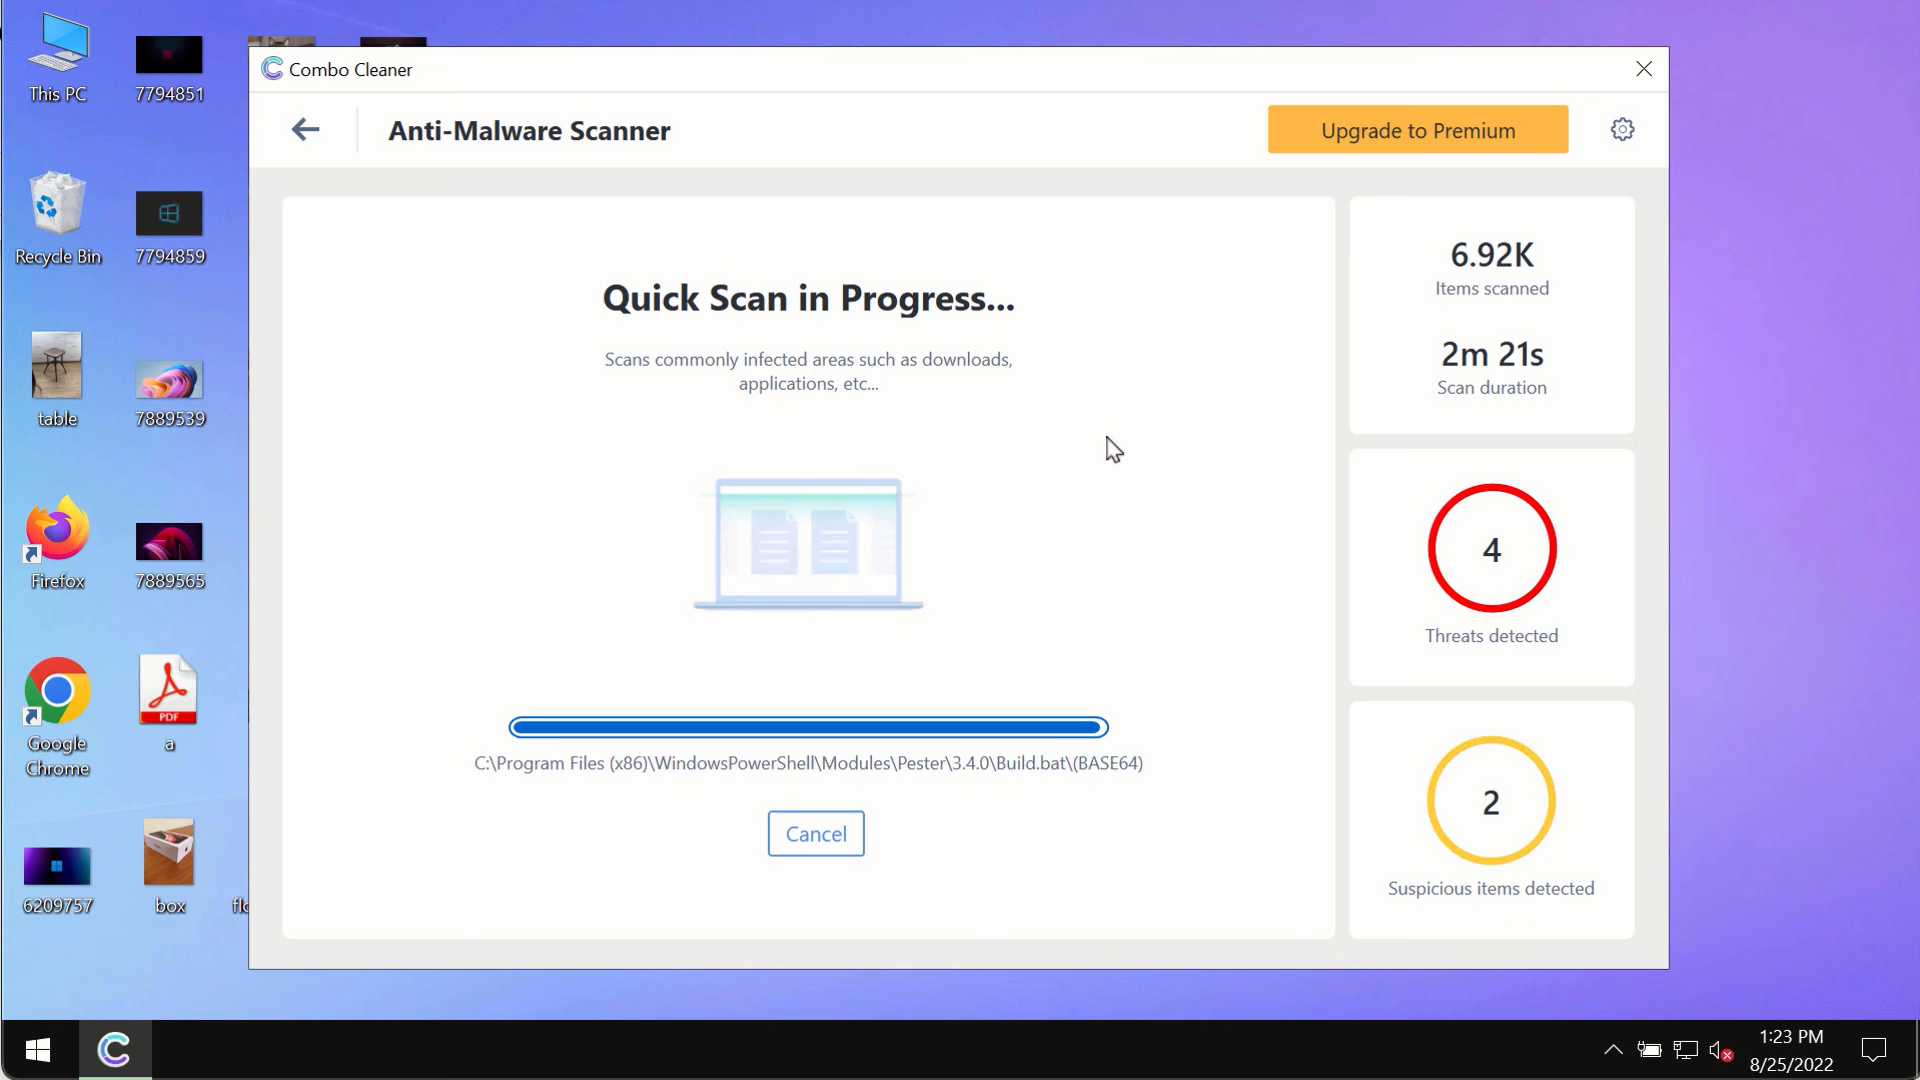 This PC
7794851
Recycle Bin
7794859
table
7889539
Firefox
7889565
Google
Chrome
PDF
a
6209757
box
Combo Cleaner
Anti-Malware Scanner
Upgrade to Premium
Quick Scan in Progress...
Scans commonly infected areas such as downloads,
applications, etc...
C:\Program Files (x86)\WindowsPowerShell\Modules\Pester\3.4.0\Build.bat\(BASE64)
Cancel
6.92K
Items scanned
2m 21s
Scan duration
4
Threats detected
2
Suspicious items detected
1:23 PM
8/25/2022